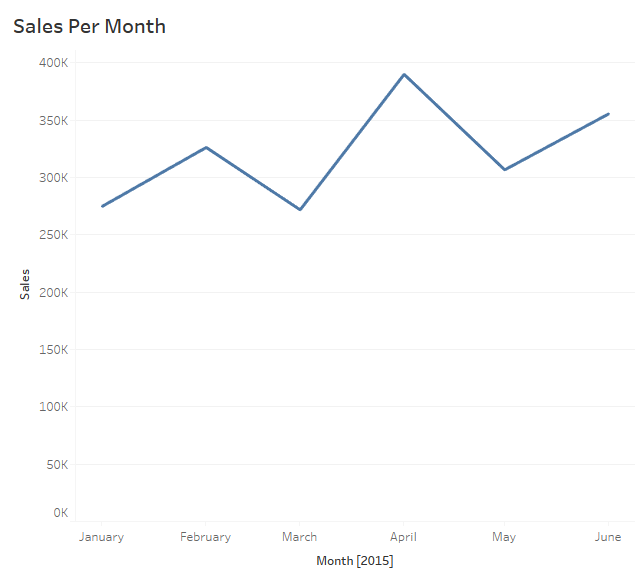 Sales Per Month
400K
350K
300K
250K
200K
150K
100K
50K
0K
Sales
January February March April May June
Month [2015]